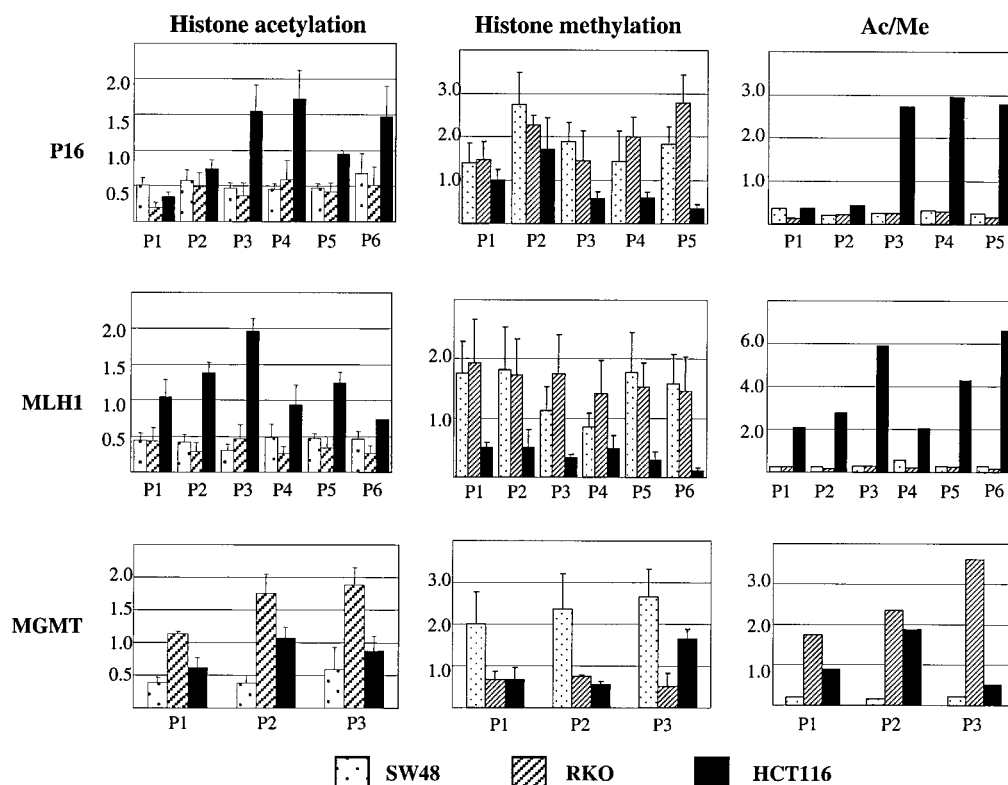 Histone acetylation Histone methylation Ac/Me
P16
2.0
1.5
1.0
0.5
P1 P2 P3 P4 P5 P6
3.0
2.0
1.0
P1 P2 P3 P4 P5
3.0
2.0
1.0
P1 P2 P3 P4 P5
MLH1
2.0
1.5
1.0
0.5
P1 P2 P3 P4 P5 P6
2.0
1.0
P1 P2 P3 P4 P5 P6
6.0
4.0
2.0
P1 P2 P3 P4 P5 P6
MGMT
2.0
1.5
1.0
0.5
P1 P2 P3
3.0
2.0
1.0
P1 P2 P3
3.0
2.0
1.0
P1 P2 P3
SW48 RKO HCT116